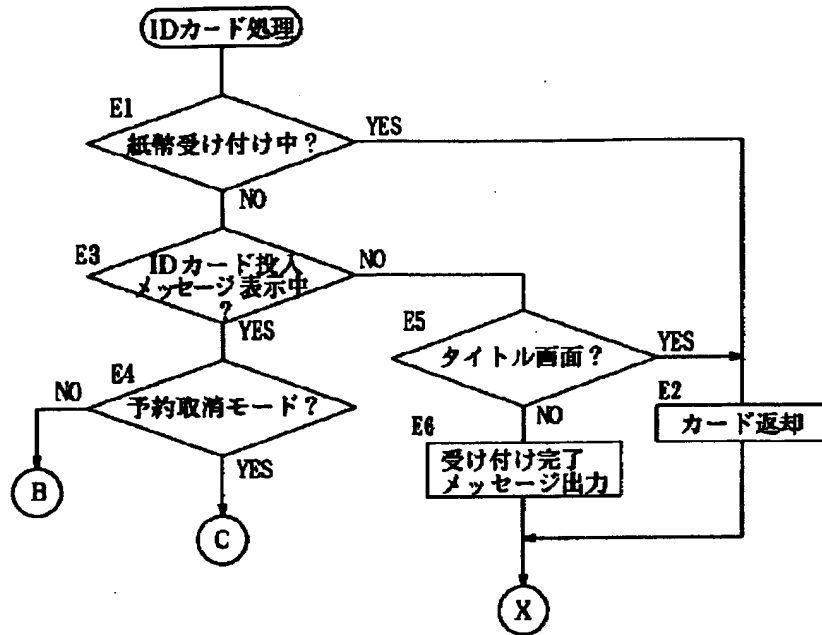 IDカード処理
E1
紙幣受け付け中？
YES
NO
E3
IDカード投入
メッセージ表示中
？
NO
YES
E5
タイトル画面？
YES
E4
予約取消モード？
NO
YES
NO
E2
カード返却
E6
受け付け完了
メッセージ出力
B
C
X